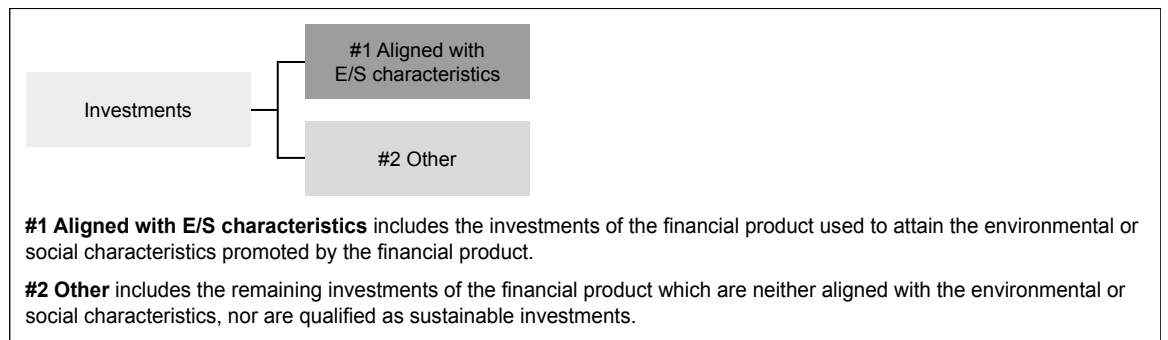 #1 Aligned with
E/S characteristics
Investments
#2 Other
#1 Aligned with E/S characteristics includes the investments of the financial product used to attain the environmental or
social characteristics promoted by the financial product.
#2 Other includes the remaining investments of the financial product which are neither aligned with the environmental or
social characteristics, nor are qualified as sustainable investments.